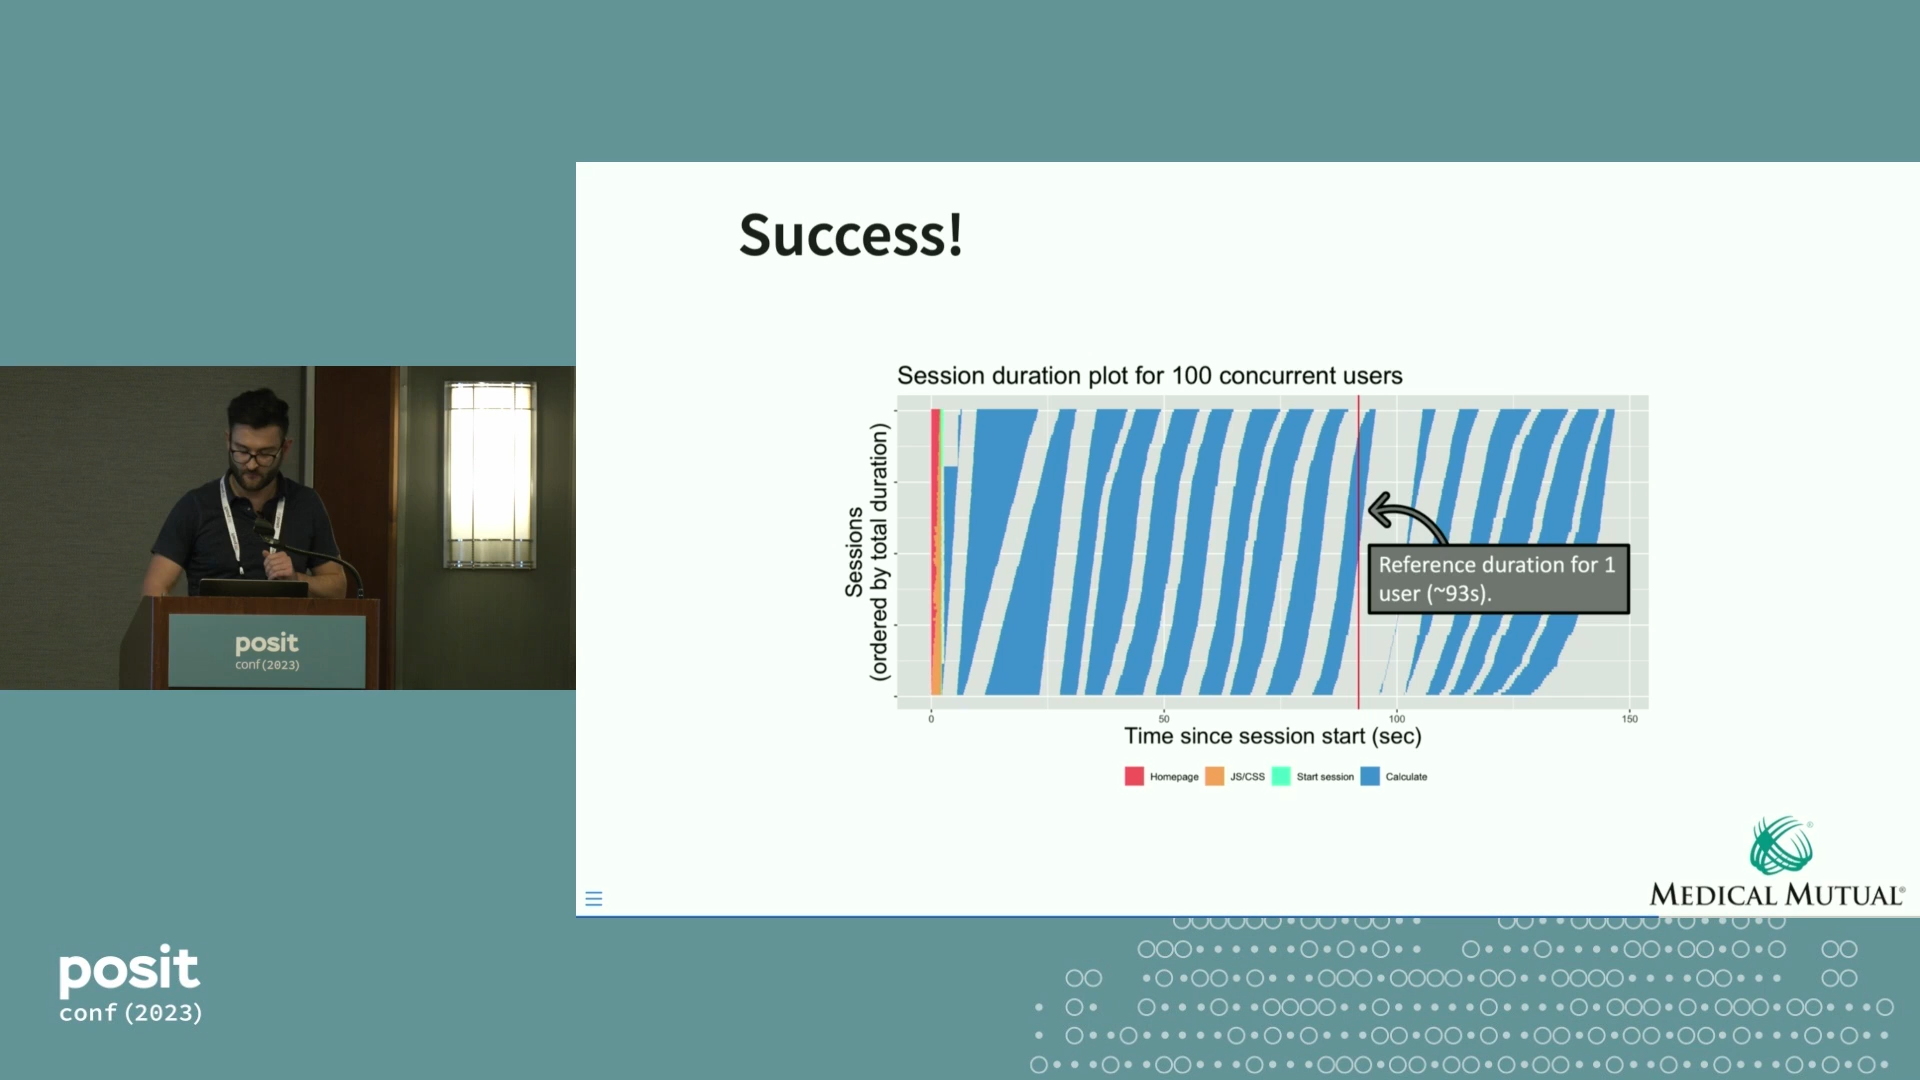 Success!
Session duration plot for 100 concurrent users
Sessions
(ordered by total duration)
Reference duration for 1
user (~93s).
0 50 100 150
Time since session start (sec)
Homepage JS/CSS Start session Calculate
MEDICAL MUTUAL®
posit
conf(2023)
posit
conf(2023)